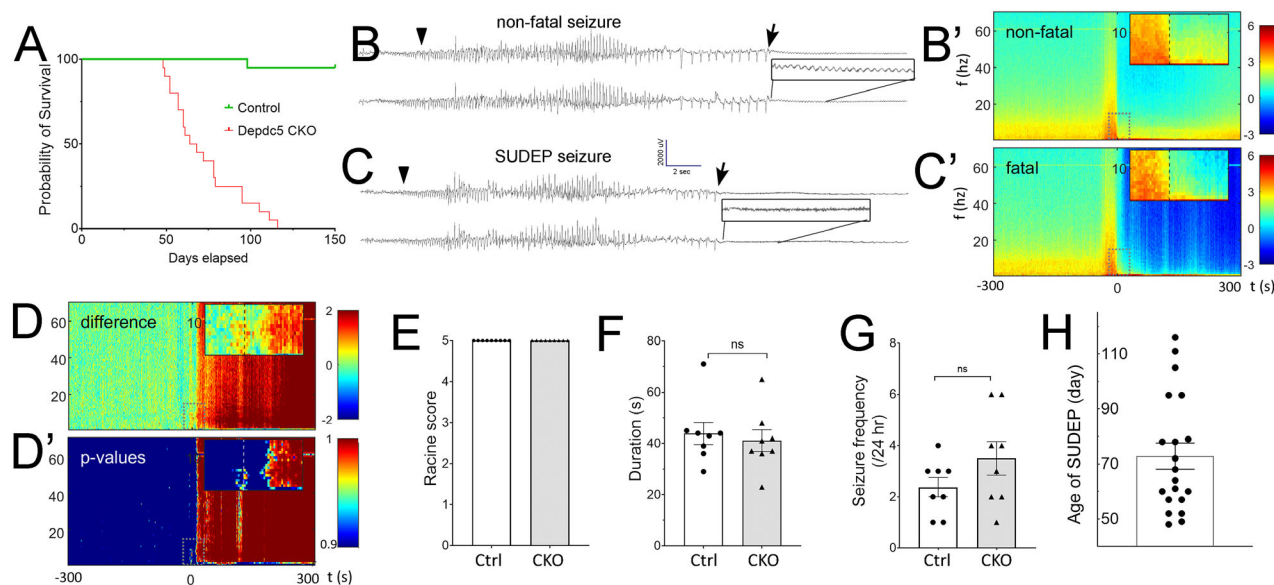 A
Probability of Survival
100
50
0
0
50
100
150
Days elapsed
Control
Depdc5 CKO
B
non-fatal seizure
C
SUDEP seizure
2000 uV
2 sec
B'
non-fatal
10
f (hz)
60
40
20
6
3
0
-3
C'
fatal
10
f (hz)
60
40
20
6
3
0
-3
-300
0
300
t (s)
D
difference
10
60
40
20
2
0
-2
D'
p-values
10
60
40
20
1
0.9
-300
0
300
t (s)
E
Racine score
5
4
3
2
1
0
Ctrl
CKO
F
Duration (s)
80
60
40
20
0
ns
Ctrl
CKO
G
Seizure frequency
(/24 hr)
8
6
4
2
0
ns
Ctrl
CKO
H
Age of SUDEP (day)
110
90
70
50